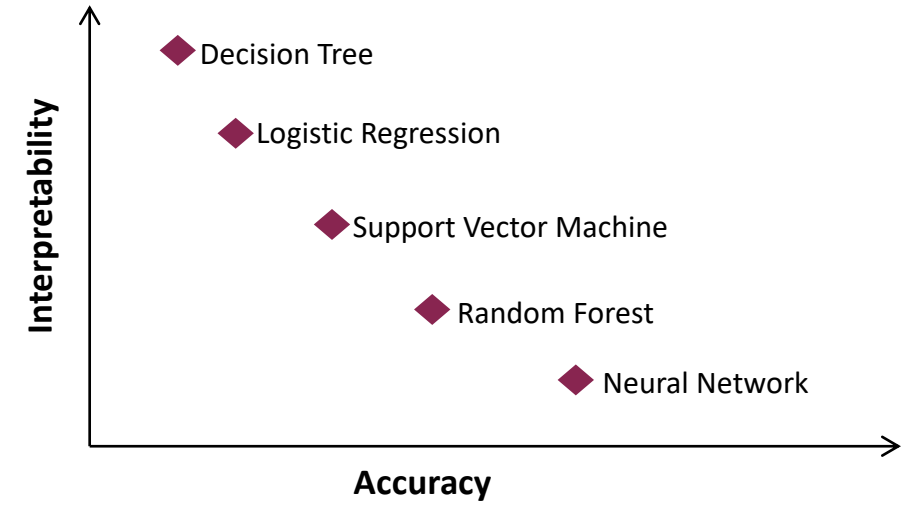 Decision Tree
Logistic Regression
Support Vector Machine
Random Forest
Neural Network
Interpretability
Accuracy